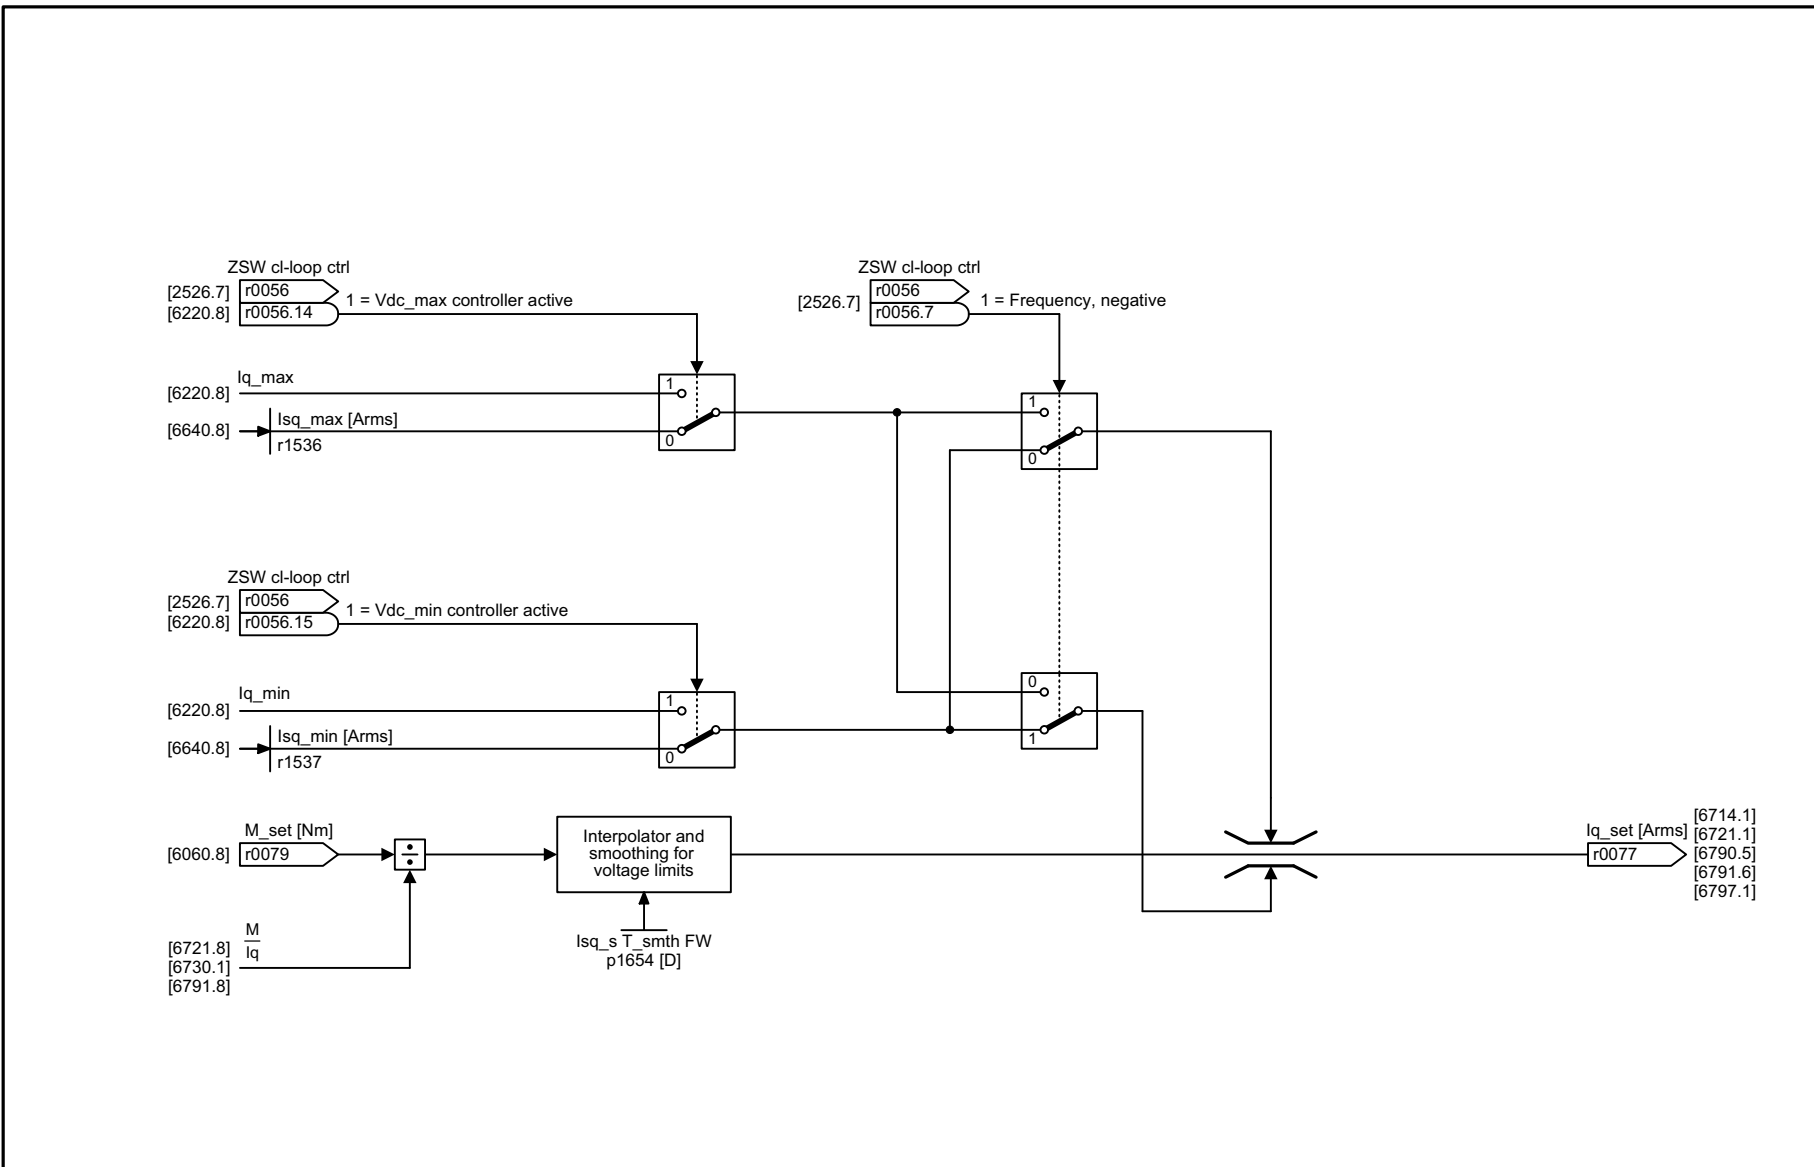 ZSW cl-loop ctrl
[2526.7] r0056
[6220.8] r0056.14
1 = Vdc_max controller active
ZSW cl-loop ctrl
[2526.7] r0056
r0056.7
1 = Frequency, negative
Iq_max
[6220.8]
1
[6640.8] Isq_max [Arms]
r1536
0
1
0
ZSW cl-loop ctrl
[2526.7] r0056
[6220.8] r0056.15
1 = Vdc_min controller active
Iq_min
[6220.8]
1
[6640.8] Isq_min [Arms]
r1537
0
0
1
M_set [Nm]
[6060.8] r0079
÷
Interpolator and
smoothing for
voltage limits
Isq_s T_smth FW
p1654 [D]
M
Iq
[6721.8]
[6730.1]
[6791.8]
Iq_set [Arms]
r0077
[6714.1]
[6721.1]
[6790.5]
[6791.6]
[6797.1]